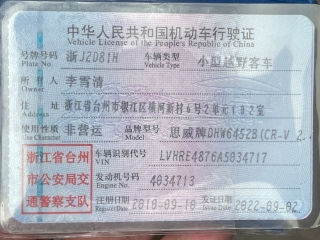 中华人民共和国机动车行驶证
Vehicle License of the People's Republic of China
号牌号码 浙J2D81H 车辆类型 小型越野客车
Plate No. Vehicle Type
所有人 李雪清
Owner
住址 浙江省台州市椒江区横河新村6号2单元102室
使用性质 非营运 品牌型号 思威牌DHW6452B(CR-V 2.4
Use Character Model
浙江省台州市公安局交通警察支队
车辆识别代号 LVHRE4876A5034717
VIN
发动机号码 4034713
Engine No.
注册日期 2010-09-10 发证日期 2022-09-02
Register Date Issue Date